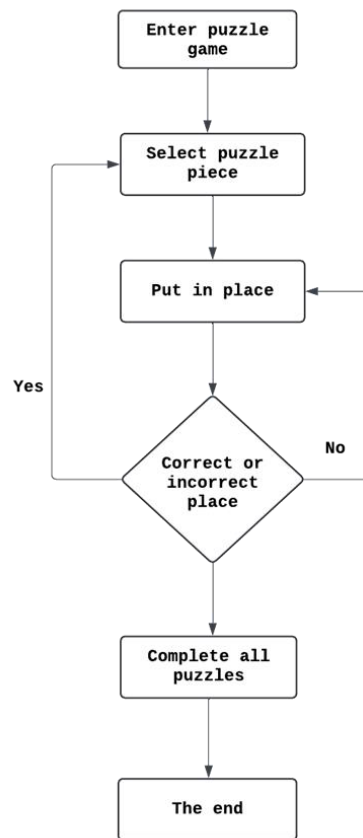 Enter puzzle
game
Select puzzle
piece
Put in place
Yes
Correct or
incorrect
place
No
Complete all
puzzles
The end